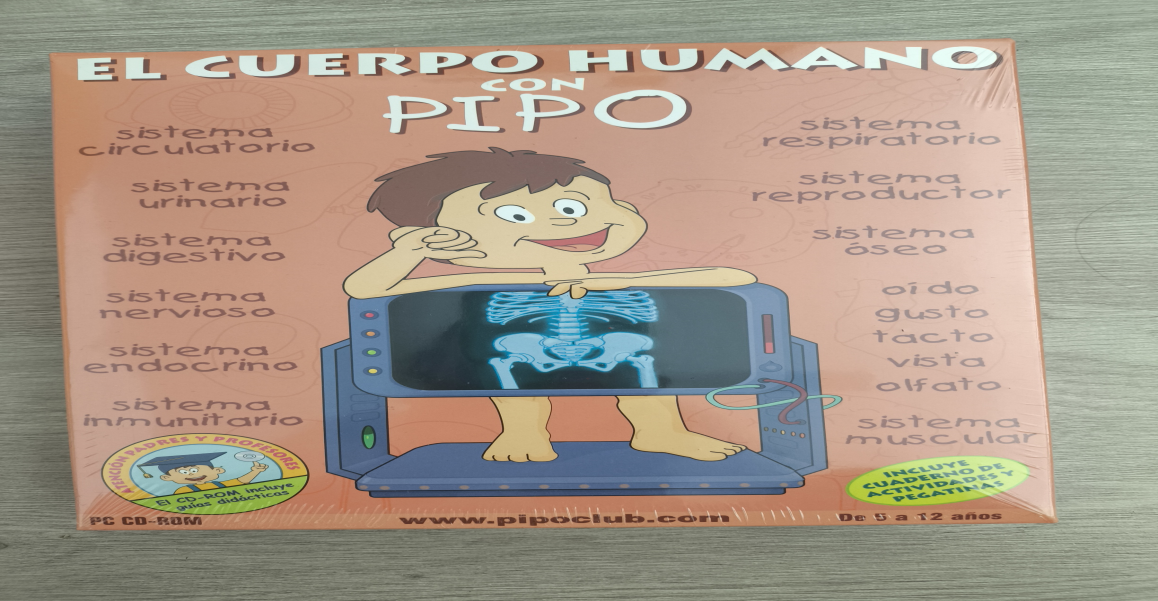 EL CUERPO HUMANO
CON
PIPO
sistema
circulatorio
sistema
urinario
sistema
digestivo
sistema
nervioso
sistema
endocrino
sistema
inmunitario
sistema
respiratorio
sistema
reproductor
sistema
óseo
oído
gusto
tacto
vista
olfato
sistema
muscular
ATENCIÓN PADRES Y PROFESORES
El CD-ROM incluye
guías didácticas
INCLUYE
CUADERNO DE
ACTIVIDADES Y
PEGATINAS
PC CD-ROM
www.pipoclub.com
De 5 a 12 años